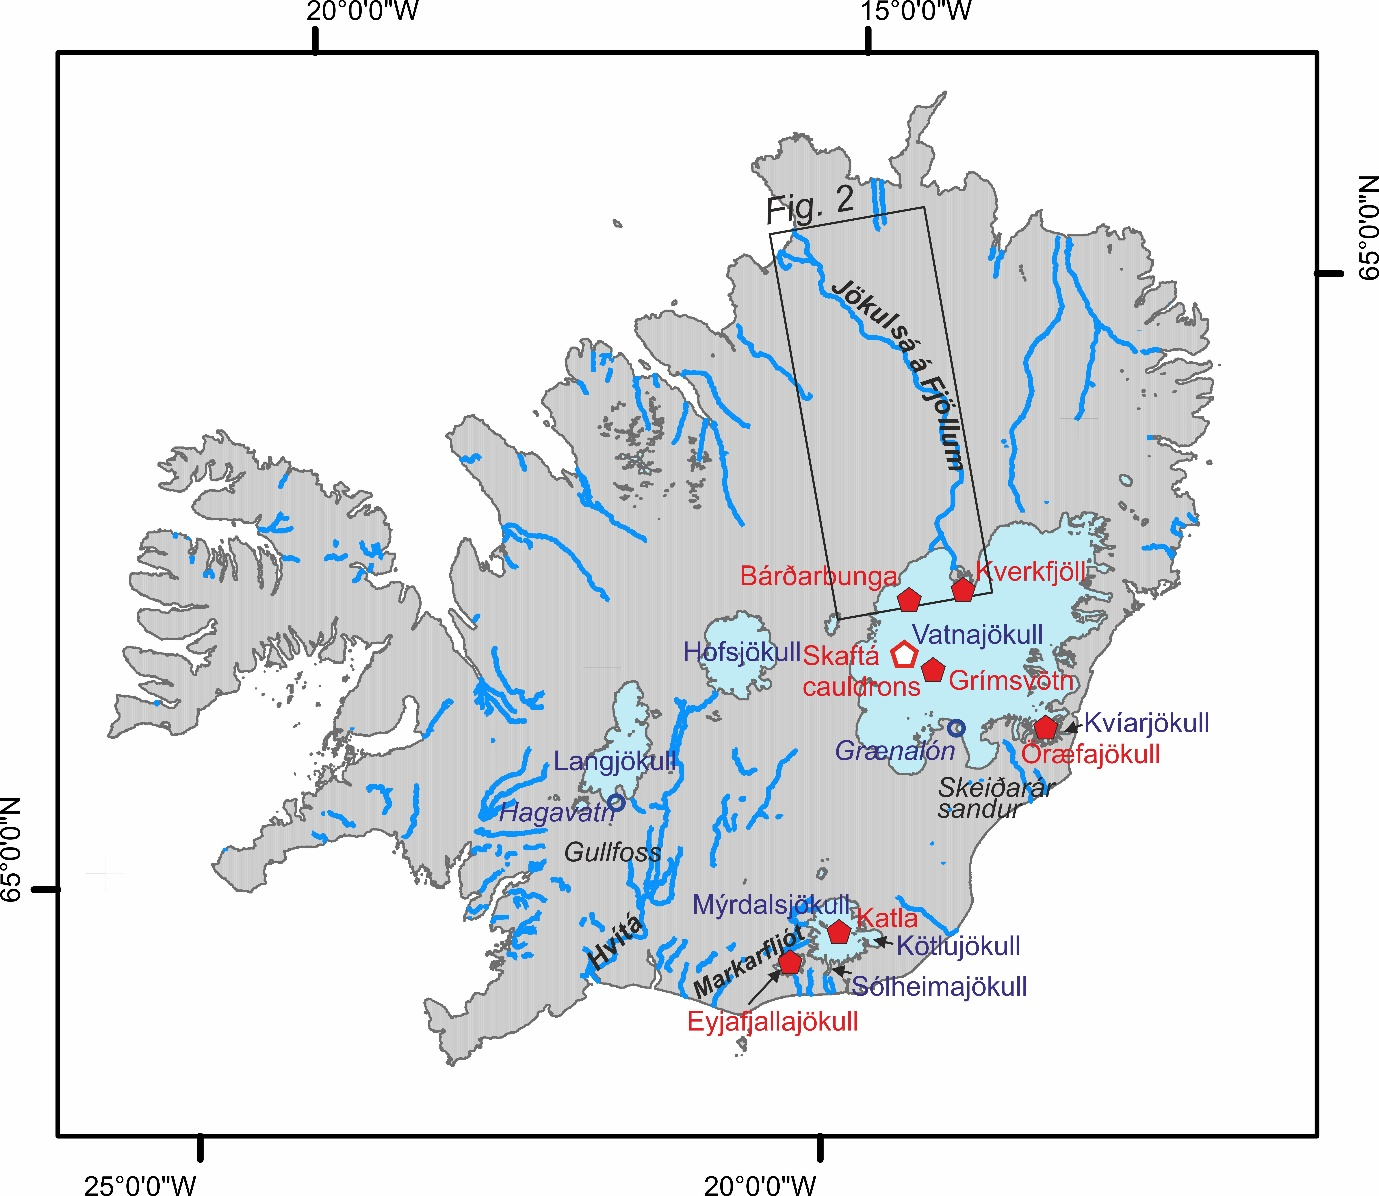 20°0'0"W
15°0'0"W
65°0'0"N
Fig. 2
Jökulsá á Fjöllum
Bárðarbunga
Kverkfjöll
Vatnajökull
Hofsjökull
Skaftá
cauldrons
Grímsvötn
Kvíarjökull
Grænalón
Öræfajökull
Langjökull
Skeiðarár
sandur
Hagavatn
65°0'0"N
Gullfoss
Mýrdalsjökull
Katla
Hvítá
Markarfljót
Kötlujökull
Sólheimajökull
Eyjafjallajökull
25°0'0"W
20°0'0"W